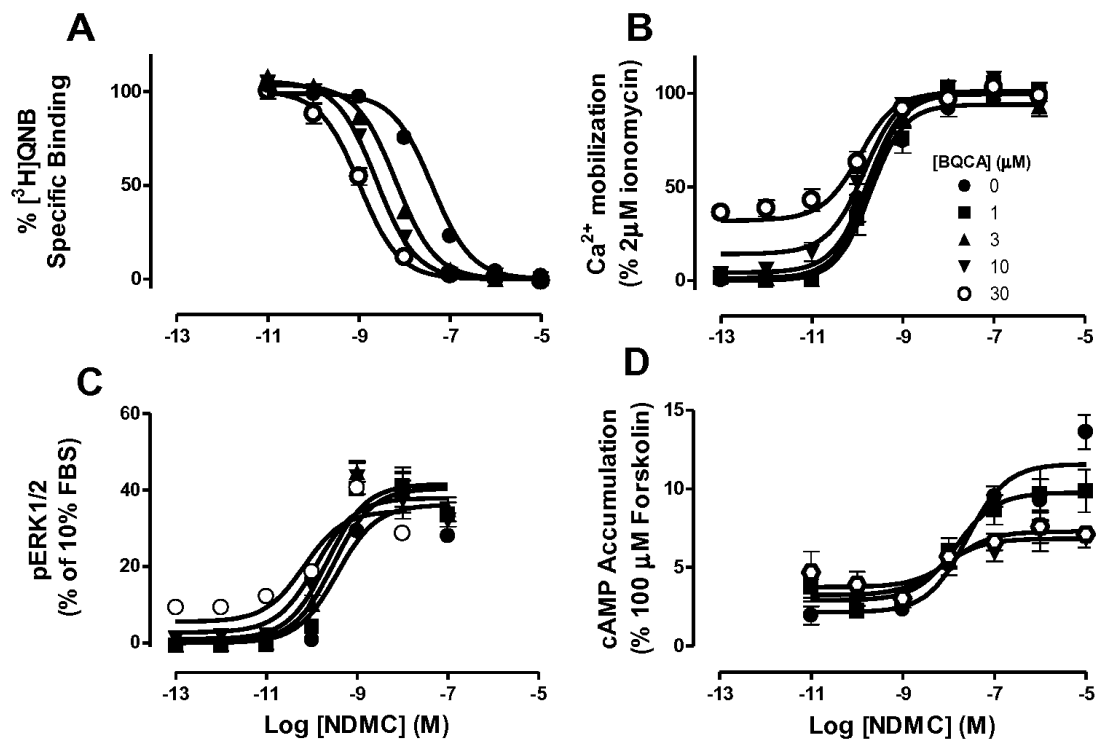 A
% [³H]QNB
Specific Binding
100
50
0
-13 -11 -9 -7 -5
B
Ca²⁺ mobilization
(% 2µM ionomycin)
100
50
0
[BQCA] (µM)
0
1
3
10
30
-13 -11 -9 -7 -5
C
pERK1/2
(% of 10% FBS)
60
40
20
0
-13 -11 -9 -7 -5
Log [NDMC] (M)
D
cAMP Accumulation
(% 100 µM Forskolin)
15
10
5
0
-13 -11 -9 -7 -5
Log [NDMC] (M)